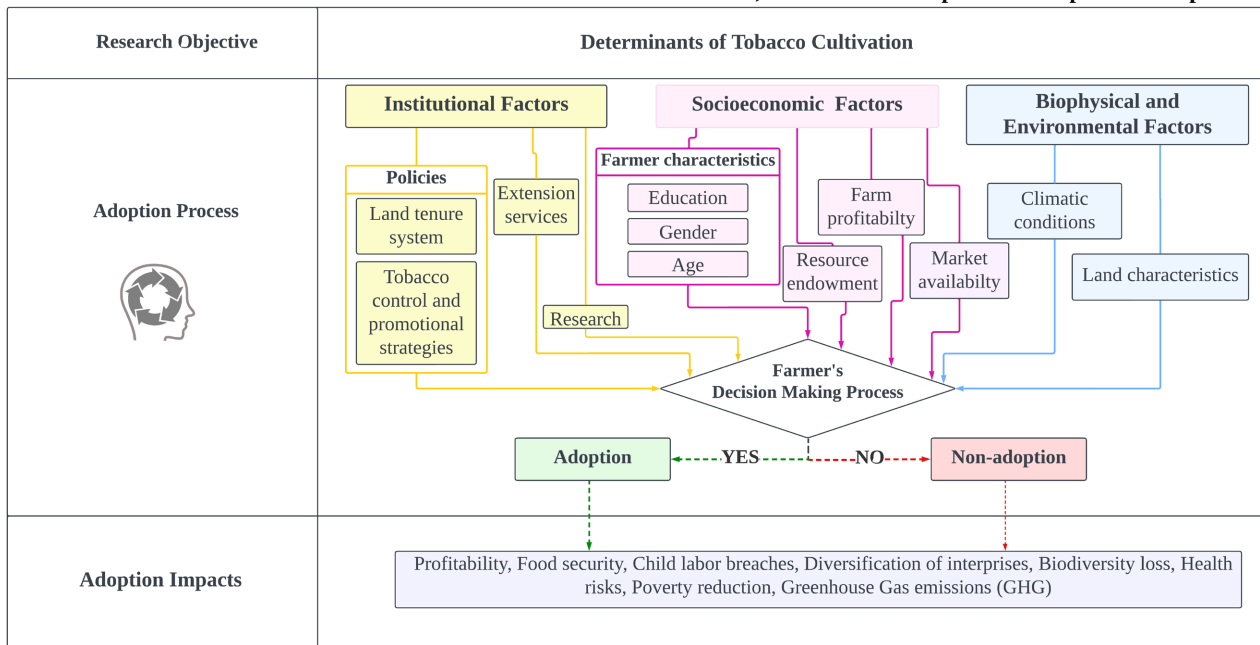 Research Objective
Determinants of Tobacco Cultivation
Institutional Factors
Socioeconomic Factors
Biophysical and
Environmental Factors
Adoption Process
Policies
Land tenure
system
Tobacco
control and
promotional
strategies
Extension
services
Research
Farmer characteristics
Education
Gender
Age
Resource
endowment
Farm
profitabilty
Market
availabilty
Climatic
conditions
Land characteristics
Farmer's
Decision Making Process
Adoption
YES
NO
Non-adoption
Adoption Impacts
Profitability, Food security, Child labor breaches, Diversification of interprises, Biodiversity loss, Health
risks, Poverty reduction, Greenhouse Gas emissions (GHG)